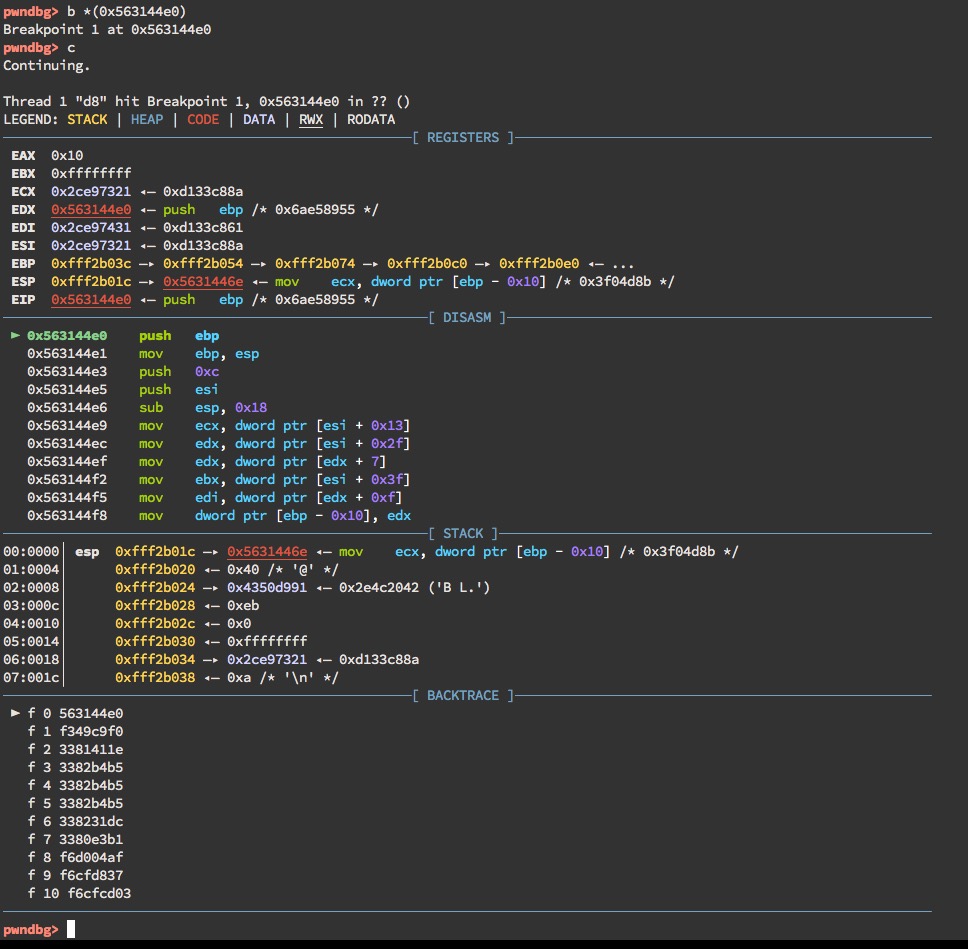 pwndbg> b *(0x563144e0)
Breakpoint 1 at 0x563144e0
pwndbg> c
Continuing.
Thread 1 "d8" hit Breakpoint 1, 0x563144e0 in ?? ()
LEGEND: STACK | HEAP | CODE | DATA | RWX | RODATA
[ REGISTERS ]
EAX 0x10
EBX 0xffffffff
ECX 0x2ce97321 ◂— 0xd133c88a
EDX 0x563144e0 ◂— push ebp /* 0x6ae58955 */
EDI 0x2ce97431 ◂— 0xd133c861
ESI 0x2ce97321 ◂— 0xd133c88a
EBP 0xfff2b03c —▸ 0xfff2b054 —▸ 0xfff2b074 —▸ 0xfff2b0c0 —▸ 0xfff2b0e0 ◂— ...
ESP 0xfff2b01c —▸ 0x5631446e ◂— mov ecx, dword ptr [ebp - 0x10] /* 0x3f04d8b */
EIP 0x563144e0 ◂— push ebp /* 0x6ae58955 */
[ DISASM ]
► 0x563144e0 push ebp
0x563144e1 mov ebp, esp
0x563144e3 push 0xc
0x563144e5 push esi
0x563144e6 sub esp, 0x18
0x563144e9 mov ecx, dword ptr [esi + 0x13]
0x563144ec mov edx, dword ptr [esi + 0x2f]
0x563144ef mov edx, dword ptr [edx + 7]
0x563144f2 mov ebx, dword ptr [esi + 0x3f]
0x563144f5 mov edi, dword ptr [edx + 0xf]
0x563144f8 mov dword ptr [ebp - 0x10], edx
[ STACK ]
00:0000│ esp 0xfff2b01c —▸ 0x5631446e ◂— mov ecx, dword ptr [ebp - 0x10] /* 0x3f04d8b */
01:0004│ 0xfff2b020 ◂— 0x40 /* '@' */
02:0008│ 0xfff2b024 —▸ 0x4350d991 ◂— 0x2e4c2042 ('B L.')
03:000c│ 0xfff2b028 ◂— 0xeb
04:0010│ 0xfff2b02c ◂— 0x0
05:0014│ 0xfff2b030 ◂— 0xffffffff
06:0018│ 0xfff2b034 —▸ 0x2ce97321 ◂— 0xd133c88a
07:001c│ 0xfff2b038 ◂— 0xa /* '\n' */
[ BACKTRACE ]
► f 0 563144e0
f 1 f349c9f0
f 2 3381411e
f 3 3382b4b5
f 4 3382b4b5
f 5 3382b4b5
f 6 338231dc
f 7 3380e3b1
f 8 f6d004af
f 9 f6cfd837
f 10 f6cfcd03
pwndbg>